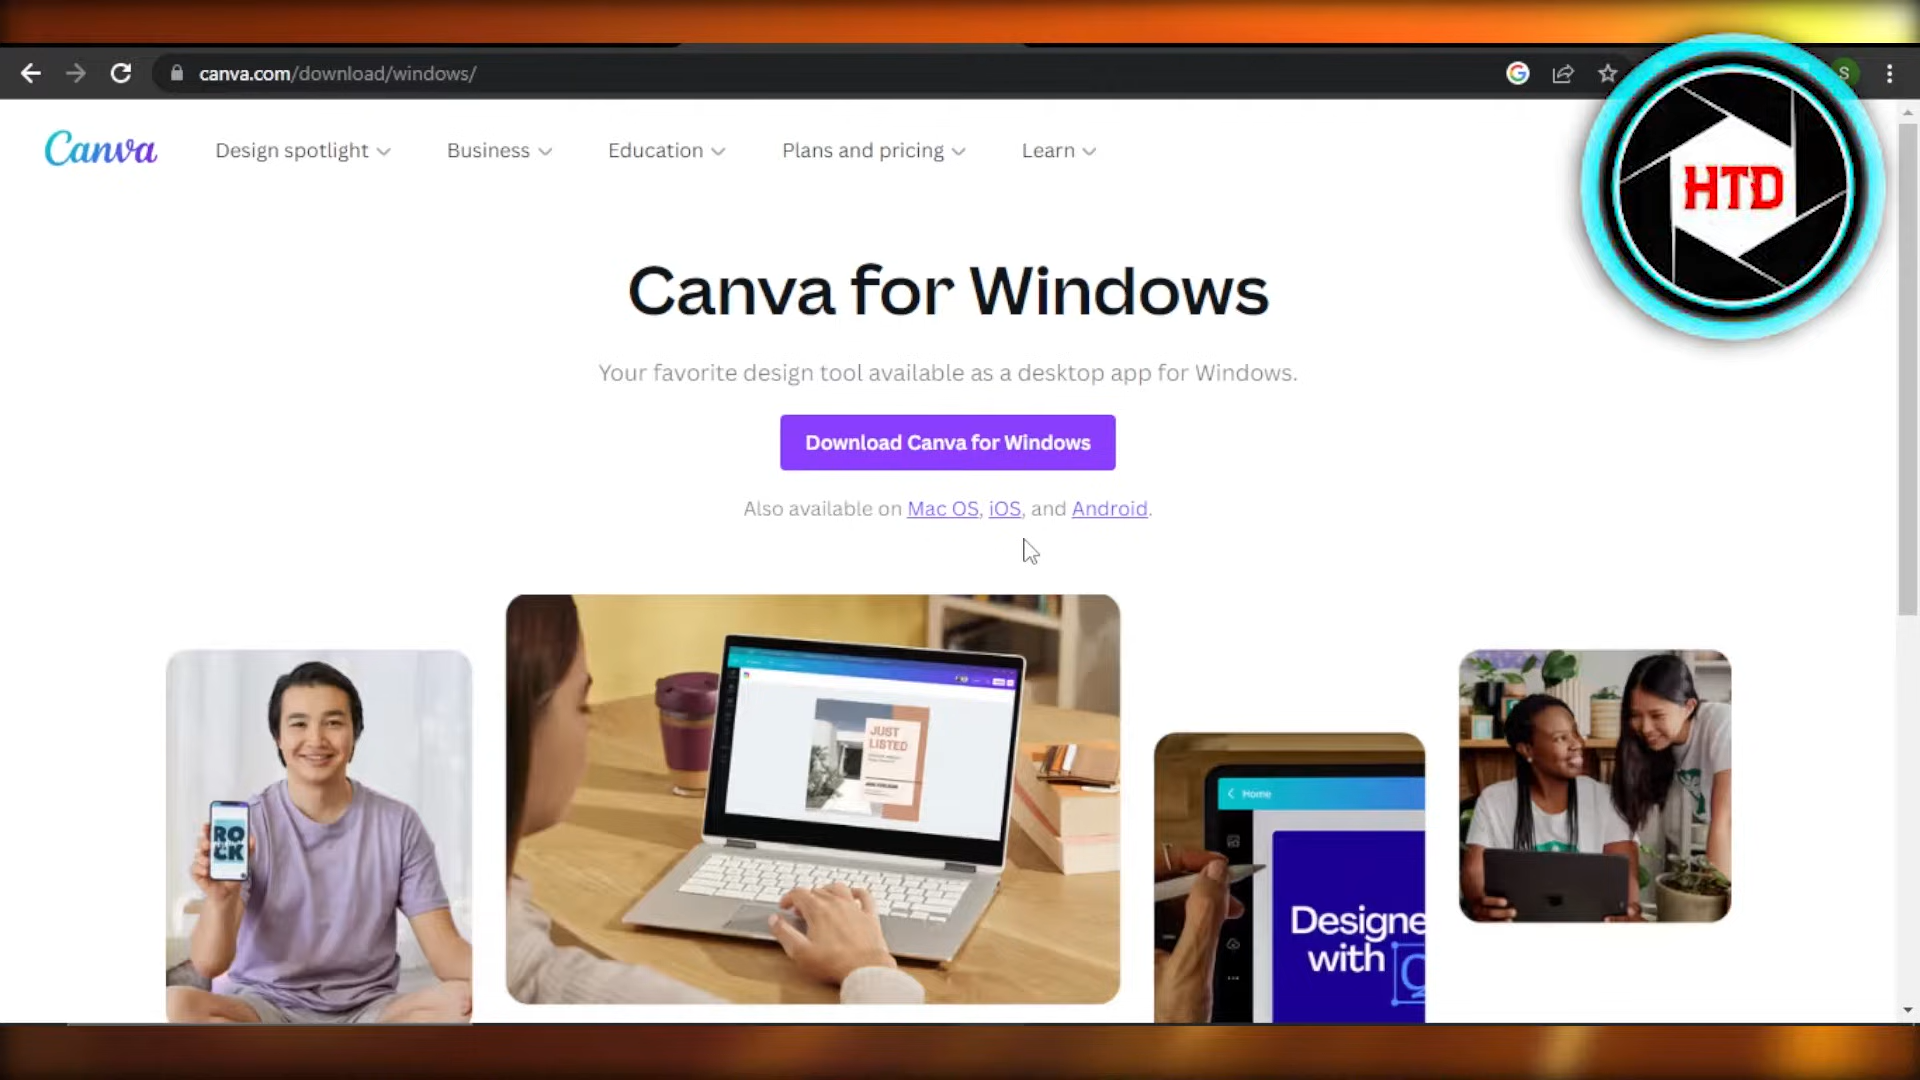 canva.com/download/windows/
S
Canva
Design spotlight
Business
Education
Plans and pricing
Learn
HTD
Canva for Windows
Your favorite design tool available as a desktop app for Windows.
Download Canva for Windows
Also available on Mac OS, iOS, and Android.
JUST
LISTED
RO
CK
Home
Designe
with